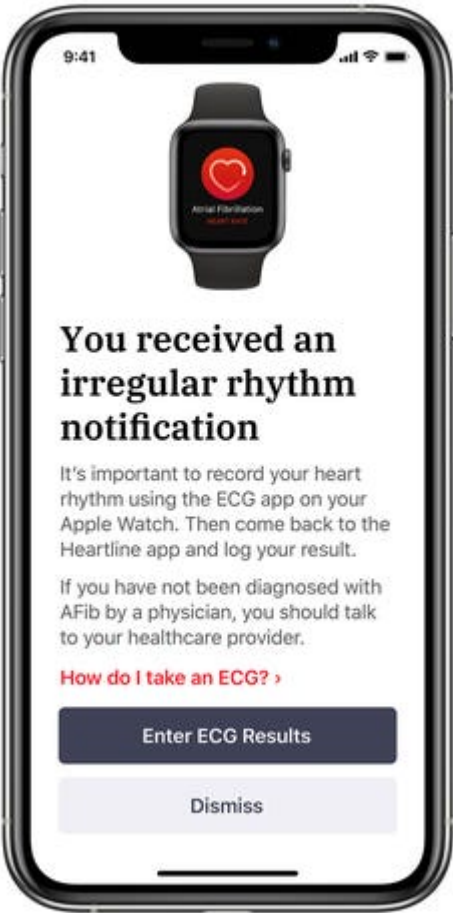 9:41
Atrial Fibrillation
You received an
irregular rhythm
notification
It's important to record your heart
rhythm using the ECG app on your
Apple Watch. Then come back to the
Heartline app and log your result.
If you have not been diagnosed with
AFib by a physician, you should talk
to your healthcare provider.
How do I take an ECG? ›
Enter ECG Results
Dismiss